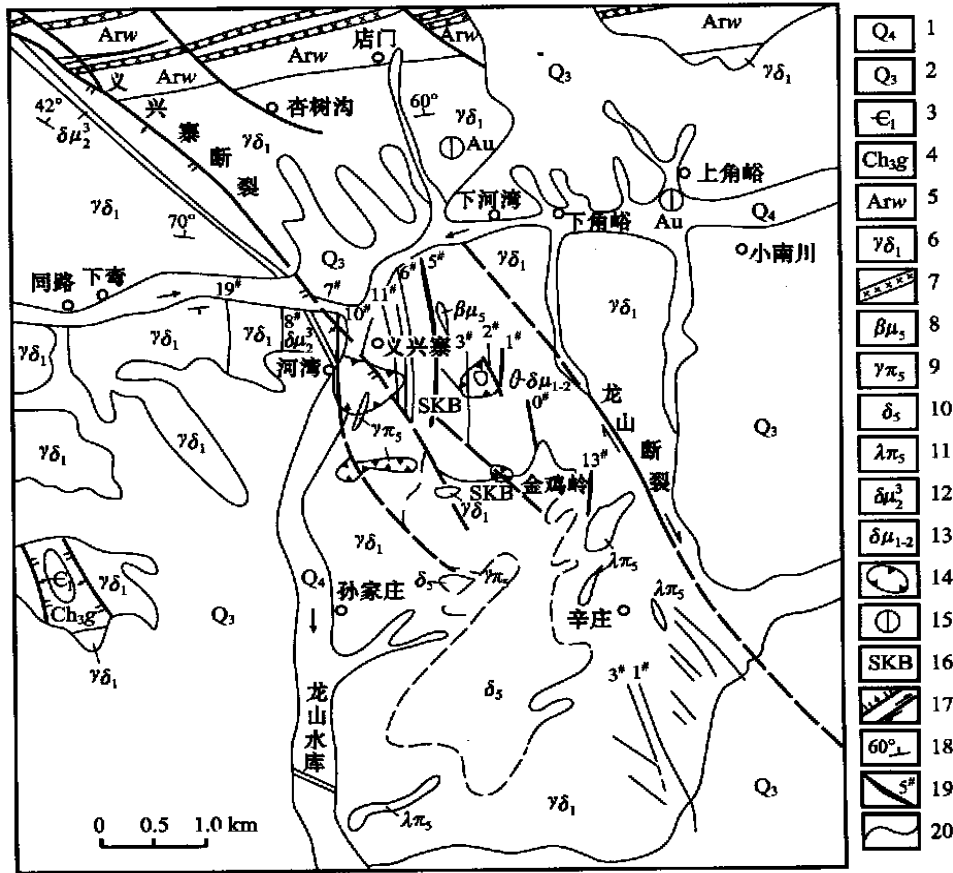 Arw
店门
Arw
Q₃
γδ₁
Arw
Arw
义兴寨断裂
杏树沟
60°
γδ₁
Au
42°
δμ₂³
γδ₁
上角峪
下河湾
下角峪
Au
Q₄
γδ₁
70°
小南川
Q₃
γδ₁
同路
下弯
19#
7#
6#
5#
11#
10#
βμ₅
γδ₁
8#
δμ₂³
义兴寨
3#
2#
1#
γδ₁
γδ₁
γδ₁
河湾
θ-δμ₁₋₂
SKB
0#
龙山断裂
γπ₅
Q₃
γδ₁
13#
SKB
金鸡岭
γδ₁
γδ₁
Є₁
γδ₁
Ch₃g
Q₃
Q₄
δ₅
γπ₅
λπ₅
λπ₅
孙家庄
辛庄
γδ₁
δ₅
3#
1#
龙山水库
γδ₁
Q₃
λπ₅
0 0.5 1.0 km
Q₄ 1
Q₃ 2
Є₁ 3
Ch₃g 4
Arw 5
γδ₁ 6
7
βμ₅ 8
γπ₅ 9
δ₅ 10
λπ₅ 11
δμ₂³ 12
δμ₁₋₂ 13
14
15
SKB 16
17
60° 18
5# 19
20